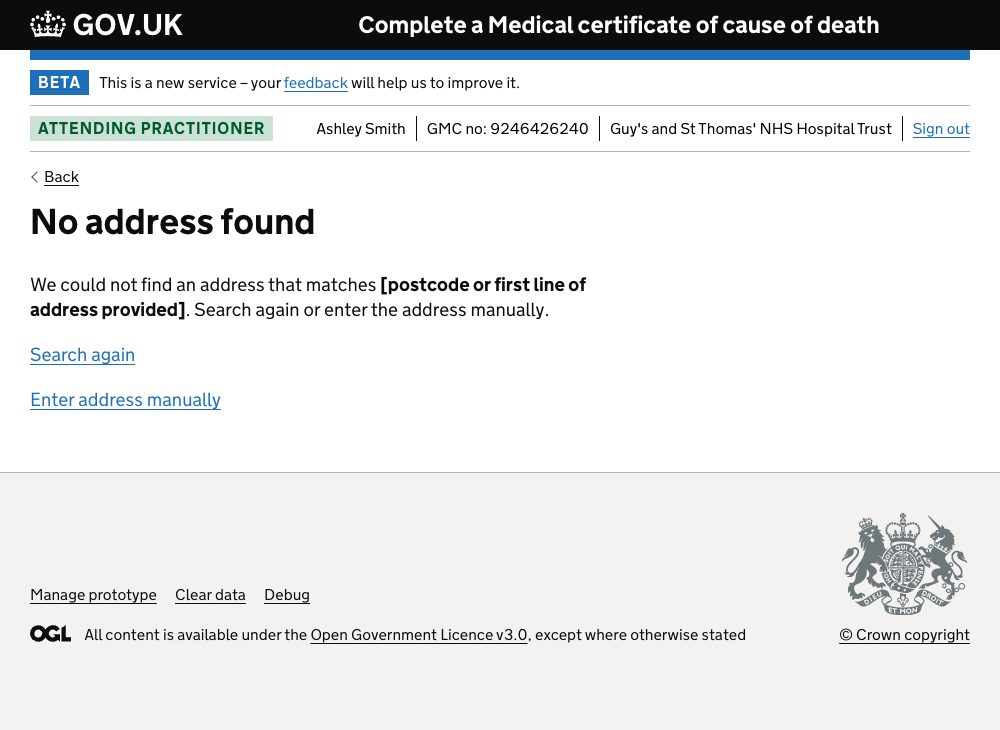 GOV.UK
Complete a Medical certificate of cause of death
BETA This is a new service – your feedback will help us to improve it.
ATTENDING PRACTITIONER Ashley Smith GMC no: 9246426240 Guy's and St Thomas' NHS Hospital Trust Sign out
Back
No address found
We could not find an address that matches [postcode or first line of
address provided]. Search again or enter the address manually.
Search again
Enter address manually
Manage prototype Clear data Debug
OGL All content is available under the Open Government Licence v3.0, except where otherwise stated
DIEU ET MON DROIT
© Crown copyright